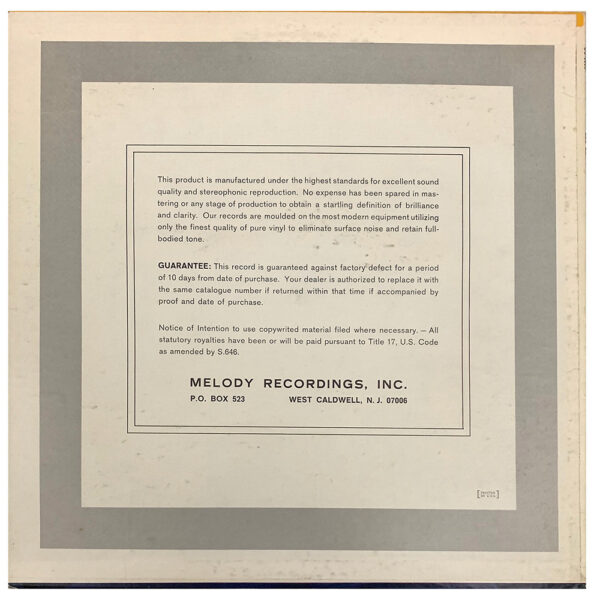 This product is manufactured under the highest standards for excellent sound
quality and stereophonic reproduction. No expense has been spared in mas-
tering or any stage of production to obtain a startling definition of brilliance
and clarity. Our records are moulded on the most modern equipment utilizing
only the finest quality of pure vinyl to eliminate surface noise and retain full-
bodied tone.
GUARANTEE: This record is guaranteed against factory defect for a period
of 10 days from date of purchase. Your dealer is authorized to replace it with
the same catalogue number if returned within that time if accompanied by
proof and date of purchase.
Notice of Intention to use copywrited material filed where necessary. — All
statutory royalties have been or will be paid pursuant to Title 17, U.S. Code
as amended by S.646.
MELODY RECORDINGS, INC.
P.O. BOX 523 WEST CALDWELL, N. J. 07006